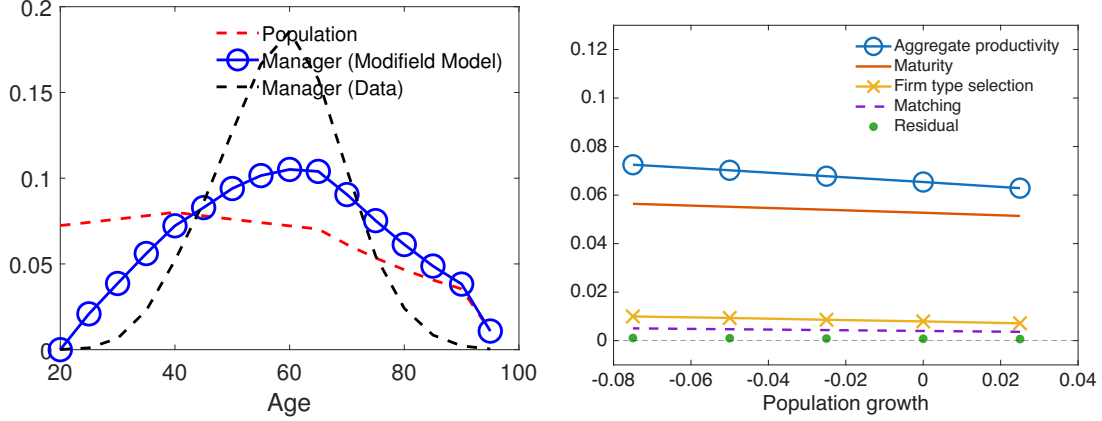 0.2
0.15
0.1
0.05
0
20
40
60
80
100
Age
Population
Manager (Modifield Model)
Manager (Data)
0.12
0.1
0.08
0.06
0.04
0.02
0
-0.08
-0.06
-0.04
-0.02
0
0.02
0.04
Population growth
Aggregate productivity
Maturity
Firm type selection
Matching
Residual